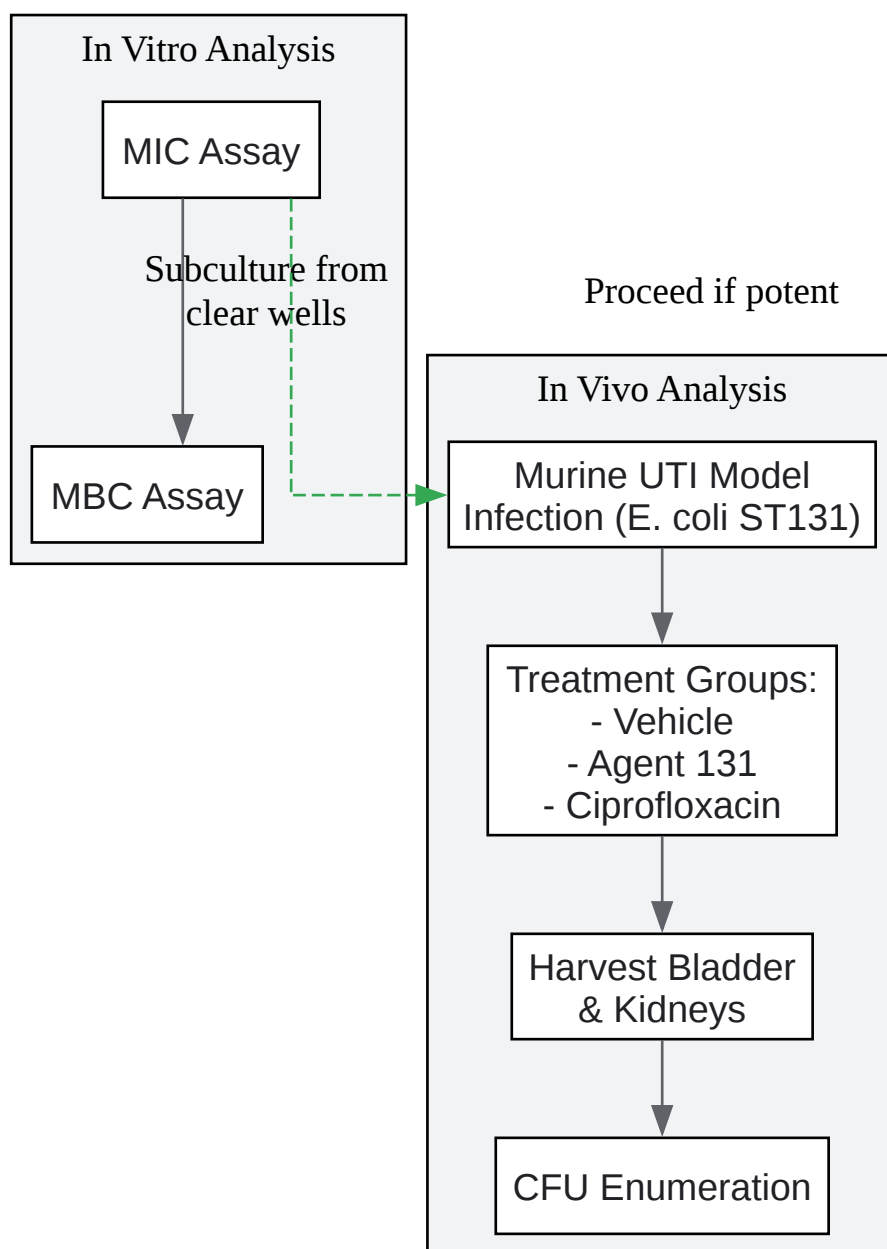 In Vitro Analysis
MIC Assay
Subculture from
clear wells
MBC Assay
Proceed if potent
In Vivo Analysis
Murine UTI Model
Infection (E. coli ST131)
Treatment Groups:
- Vehicle
- Agent 131
- Ciprofloxacin
Harvest Bladder
& Kidneys
CFU Enumeration